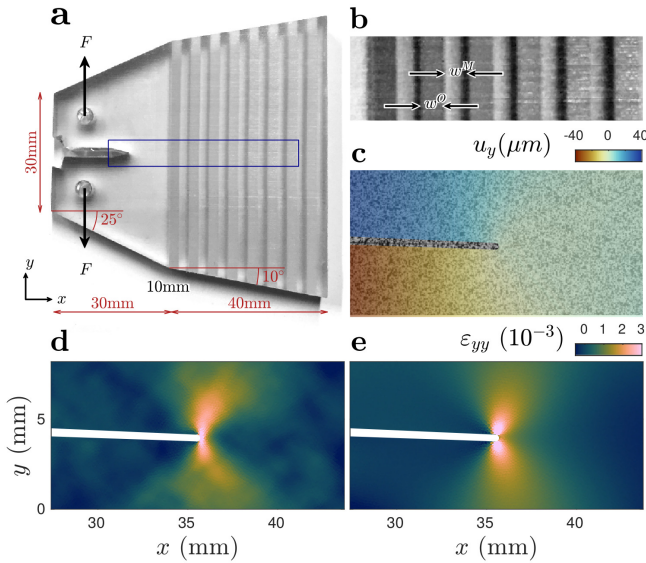 a
F
30mm
25°
F
y
x
10mm
10°
30mm
40mm
b
w^M
w^O
u_y(μm)
-40
0
40
c
ε_yy (10^-3)
0 1 2 3
d
e
y (mm)
5
0
30
35
40
x (mm)
30
35
40
x (mm)